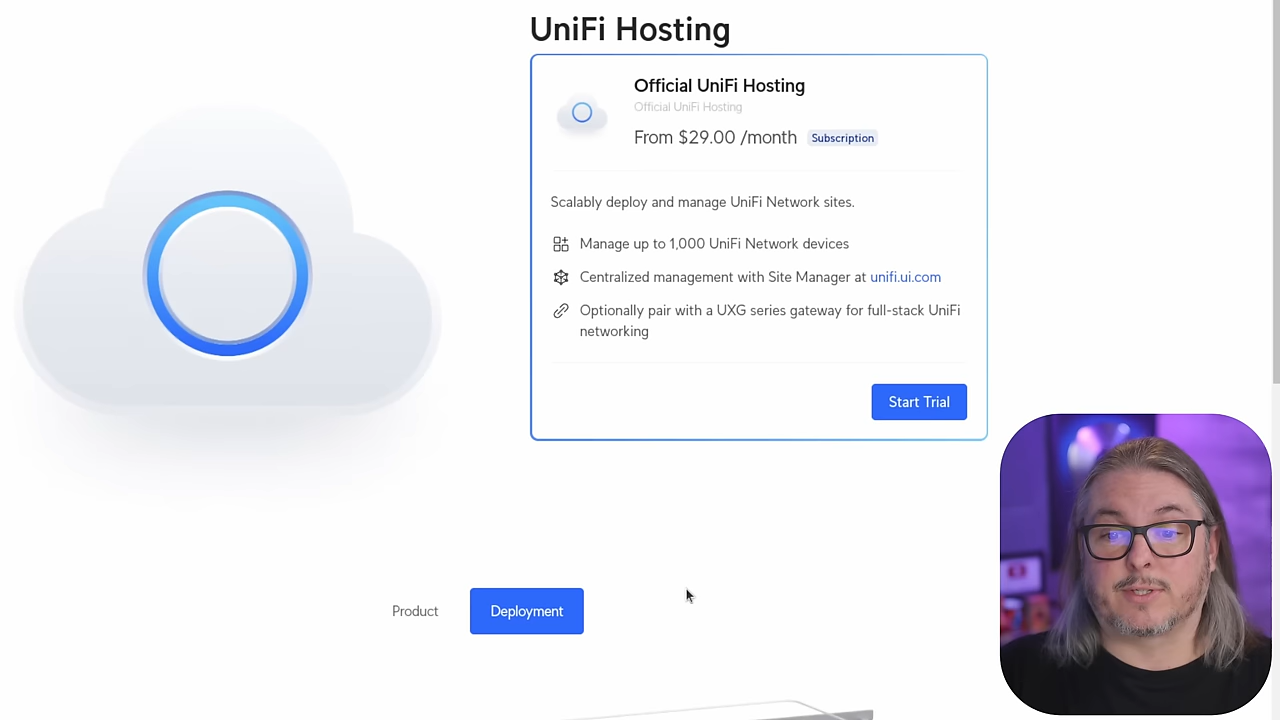 UniFi Hosting
Official UniFi Hosting
Official UniFi Hosting
From $29.00 /month Subscription
Scalably deploy and manage UniFi Network sites.
Manage up to 1,000 UniFi Network devices
Centralized management with Site Manager at unifi.ui.com
Optionally pair with a UXG series gateway for full-stack UniFi
networking
Start Trial
Product Deployment